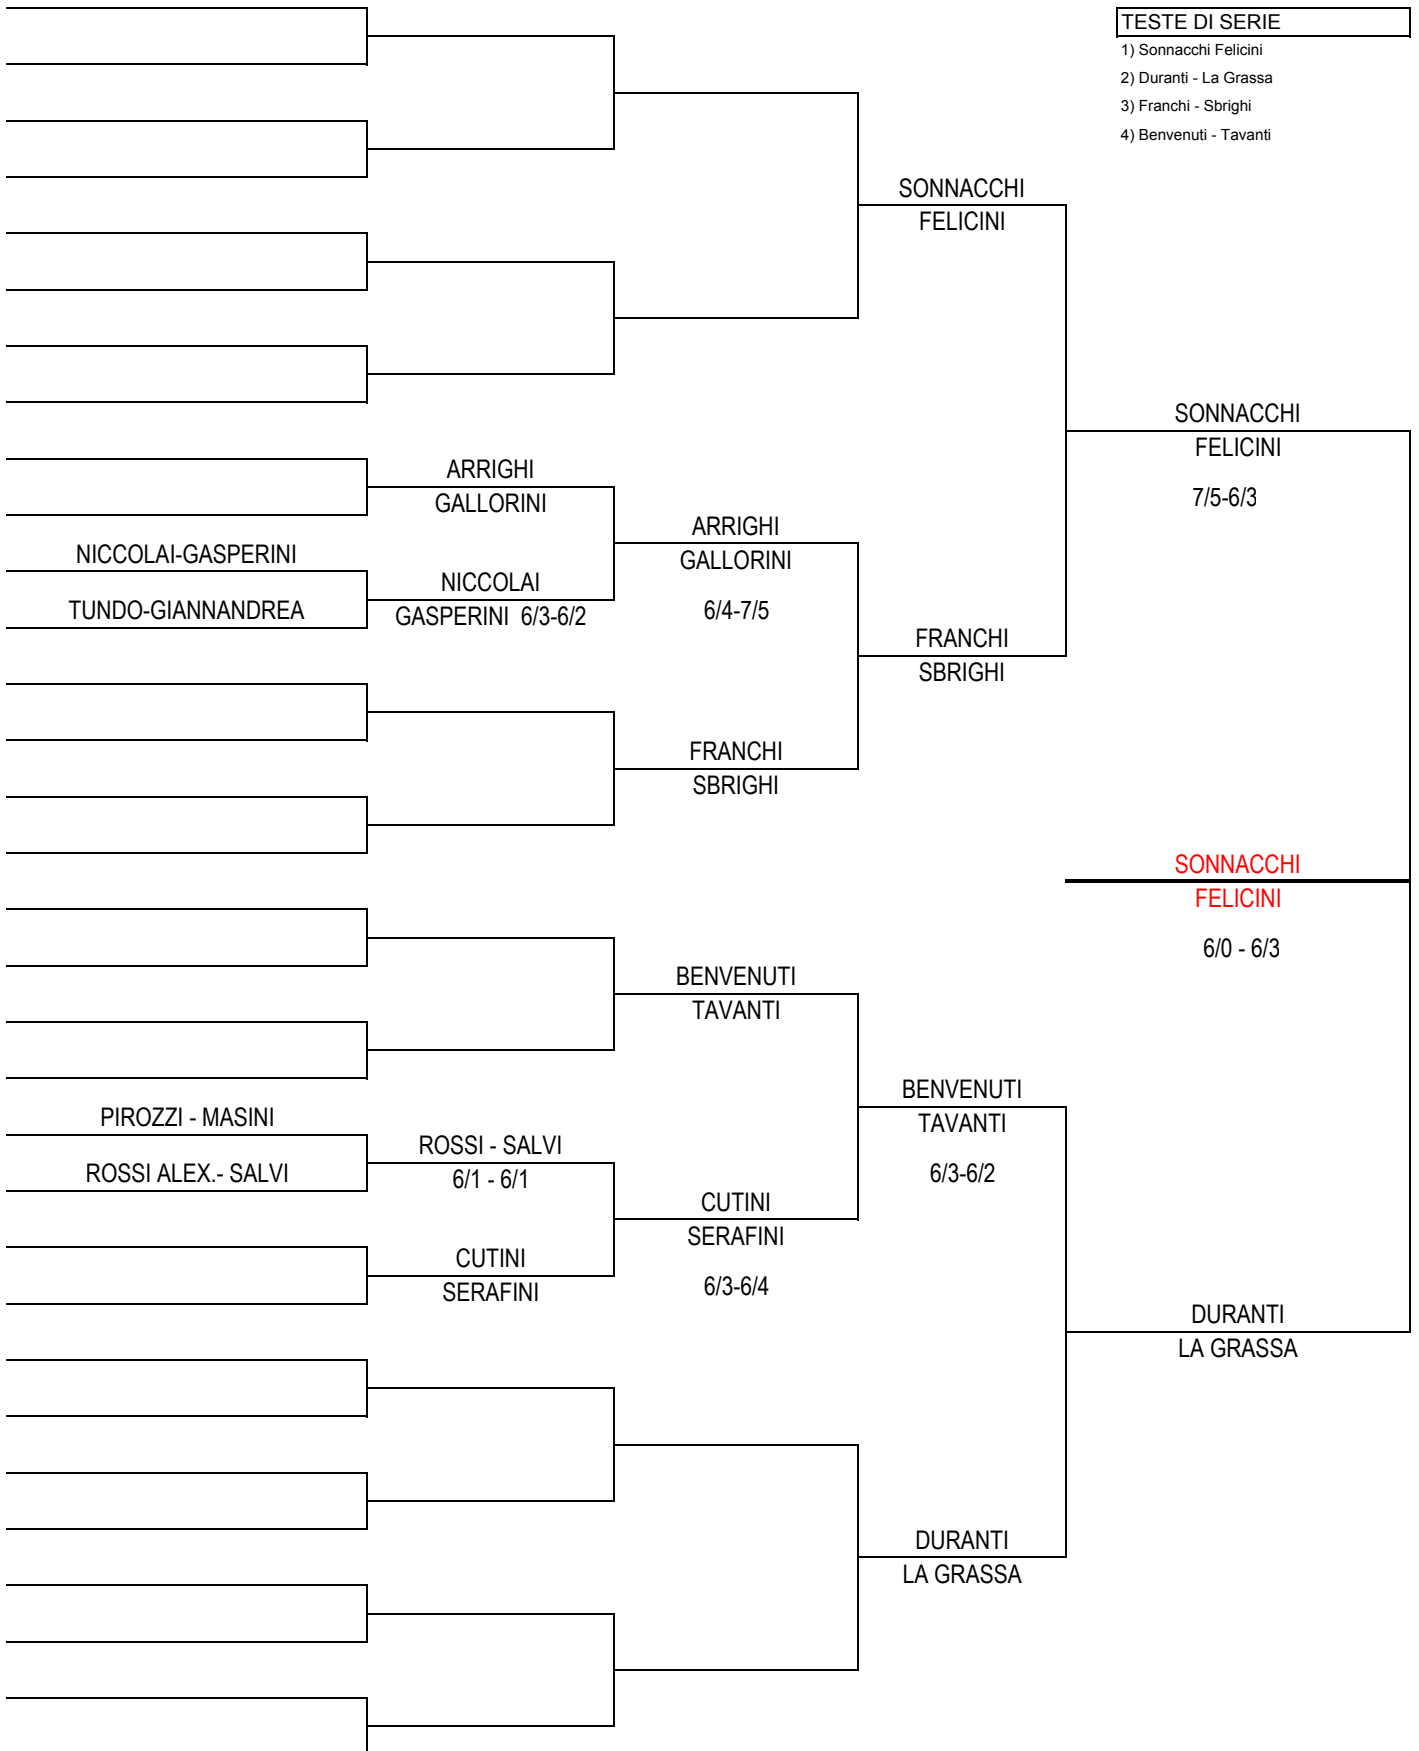 TESTE DI SERIE
1) Sonnacchi Felicini
2) Duranti - La Grassa
3) Franchi - Sbrighi
4) Benvenuti - Tavanti
SONNACCHI
FELICINI
SONNACCHI
FELICINI
7/5-6/3
ARRIGHI
GALLORINI
ARRIGHI
GALLORINI
6/4-7/5
NICCOLAI-GASPERINI
TUNDO-GIANNANDREA
NICCOLAI
GASPERINI 6/3-6/2
FRANCHI
SBRIGHI
FRANCHI
SBRIGHI
SONNACCHI
FELICINI
6/0 - 6/3
BENVENUTI
TAVANTI
BENVENUTI
TAVANTI
6/3-6/2
PIROZZI - MASINI
ROSSI ALEX.- SALVI
ROSSI - SALVI
6/1 - 6/1
CUTINI
SERAFINI
6/3-6/4
CUTINI
SERAFINI
DURANTI
LA GRASSA
DURANTI
LA GRASSA